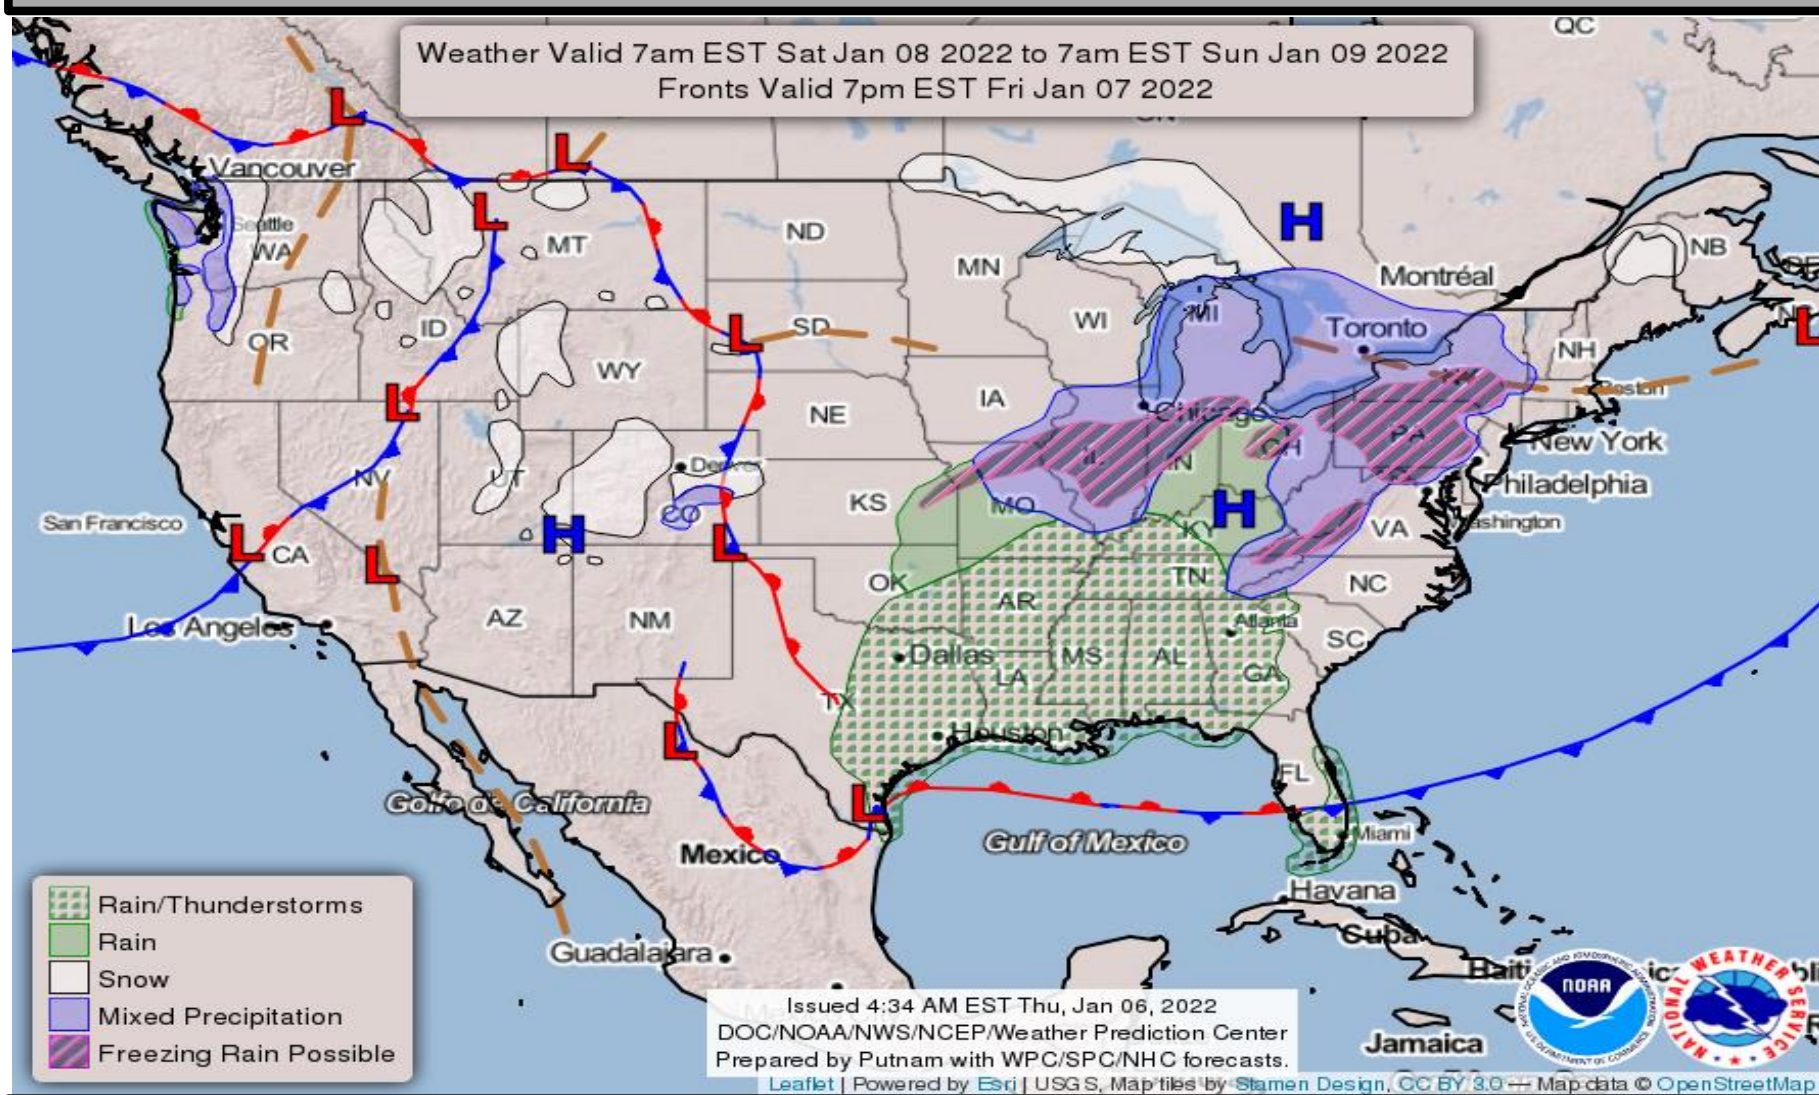 Weather Valid 7am EST Sat Jan 08 2022 to 7am EST Sun Jan 09 2022
Fronts Valid 7pm EST Fri Jan 07 2022
QC
L
L
Vancouver
L
H
Seattle
WA
MT
ND
MN
Montréal
NB
OR
ID
L
SD
WI
MI
Toronto
NH
L
WY
L
NE
IA
Chicago
Boston
NV
UT
Denver
IL
IN
OH
PA
New York
KS
MO
H
Philadelphia
San Francisco
L
CA
H
CO
L
KY
VA
Washington
L
OK
TN
NC
Los Angeles
AZ
NM
AR
Atlanta
SC
Dallas
LA
MS
AL
GA
TX
L
Houston
FL
Golfo de California
L
Gulf of Mexico
Miami
Mexico
Havana
Cuba
Guadalajara
Haiti
Jamaica
Rain/Thunderstorms
Rain
Snow
Mixed Precipitation
Freezing Rain Possible
Issued 4:34 AM EST Thu, Jan 06, 2022
DOC/NOAA/NWS/NCEP/Weather Prediction Center
Prepared by Putnam with WPC/SPC/NHC forecasts.
Leaflet | Powered by Esri | USGS, Map tiles by Stamen Design, CC BY 3.0 — Map data © OpenStreetMap
NOAA
NATIONAL WEATHER SERVICE